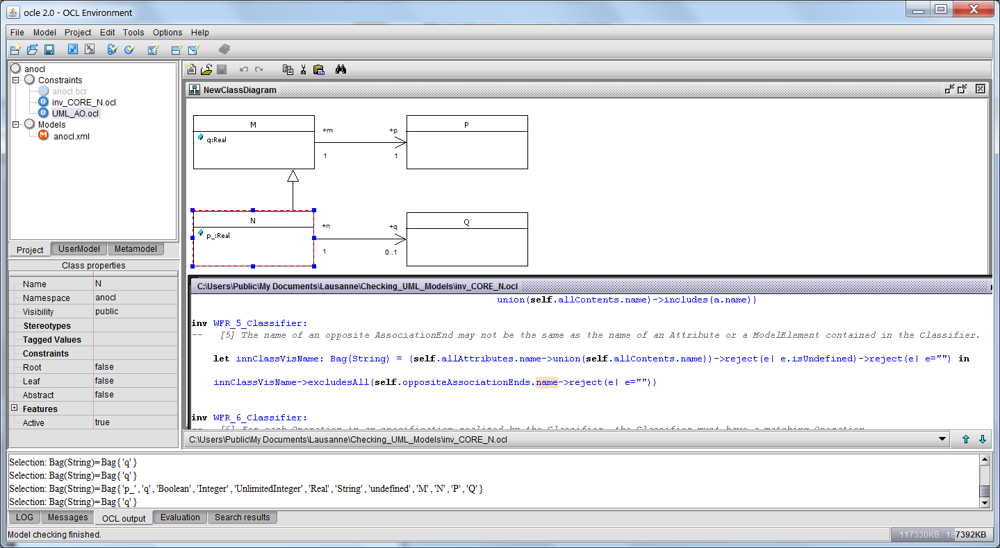 ocle 2.0 - OCL Environment
File Model Project Edit Tools Options Help
anocl
Constraints
anocl.bcr
inv_CORE_N.ocl
UML_AO.ocl
Models
anocl.xml
Project UserModel Metamodel
Class properties
Name N
Namespace anocl
Visibility public
Stereotypes
Tagged Values
Constraints
Root false
Leaf false
Abstract false
Features
Active true
NewClassDiagram
M
q:Real
+m +p
1 1
P
N
p_:Real
+n +q
1 0..1
Q
C:\Users\Public\My Documents\Lausanne\Checking_UML_Models\inv_CORE_N.ocl
union(self.allContents.name)->includes(a.name))
inv WFR_5_Classifier:
-- [5] The name of an opposite AssociationEnd may not be the same as the name of an Attribute or a ModelElement contained in the Classifier.
let innClassVisName: Bag(String) = (self.allAttributes.name->union(self.allContents.name))->reject(e| e.isUndefined)->reject(e| e="") in
innClassVisName->excludesAll(self.oppositeAssociationEnds.name->reject(e| e=""))
inv WFR_6_Classifier:
-- [6] For each Operation in an specification realized by the Classifier, the Classifier must have a matching Operation.
C:\Users\Public\My Documents\Lausanne\Checking_UML_Models\inv_CORE_N.ocl
Selection: Bag(String)=Bag{ 'q' }
Selection: Bag(String)=Bag{ 'q' }
Selection: Bag(String)=Bag{ 'p_' , 'q' , 'Boolean' , 'Integer' , 'UnlimitedInteger' , 'Real' , 'String' , 'undefined' , 'M' , 'N' , 'P' , 'Q' }
Selection: Bag(String)=Bag{ 'q' }
LOG Messages OCL output Evaluation Search results
Model checking finished.
117330KB / 187392KB